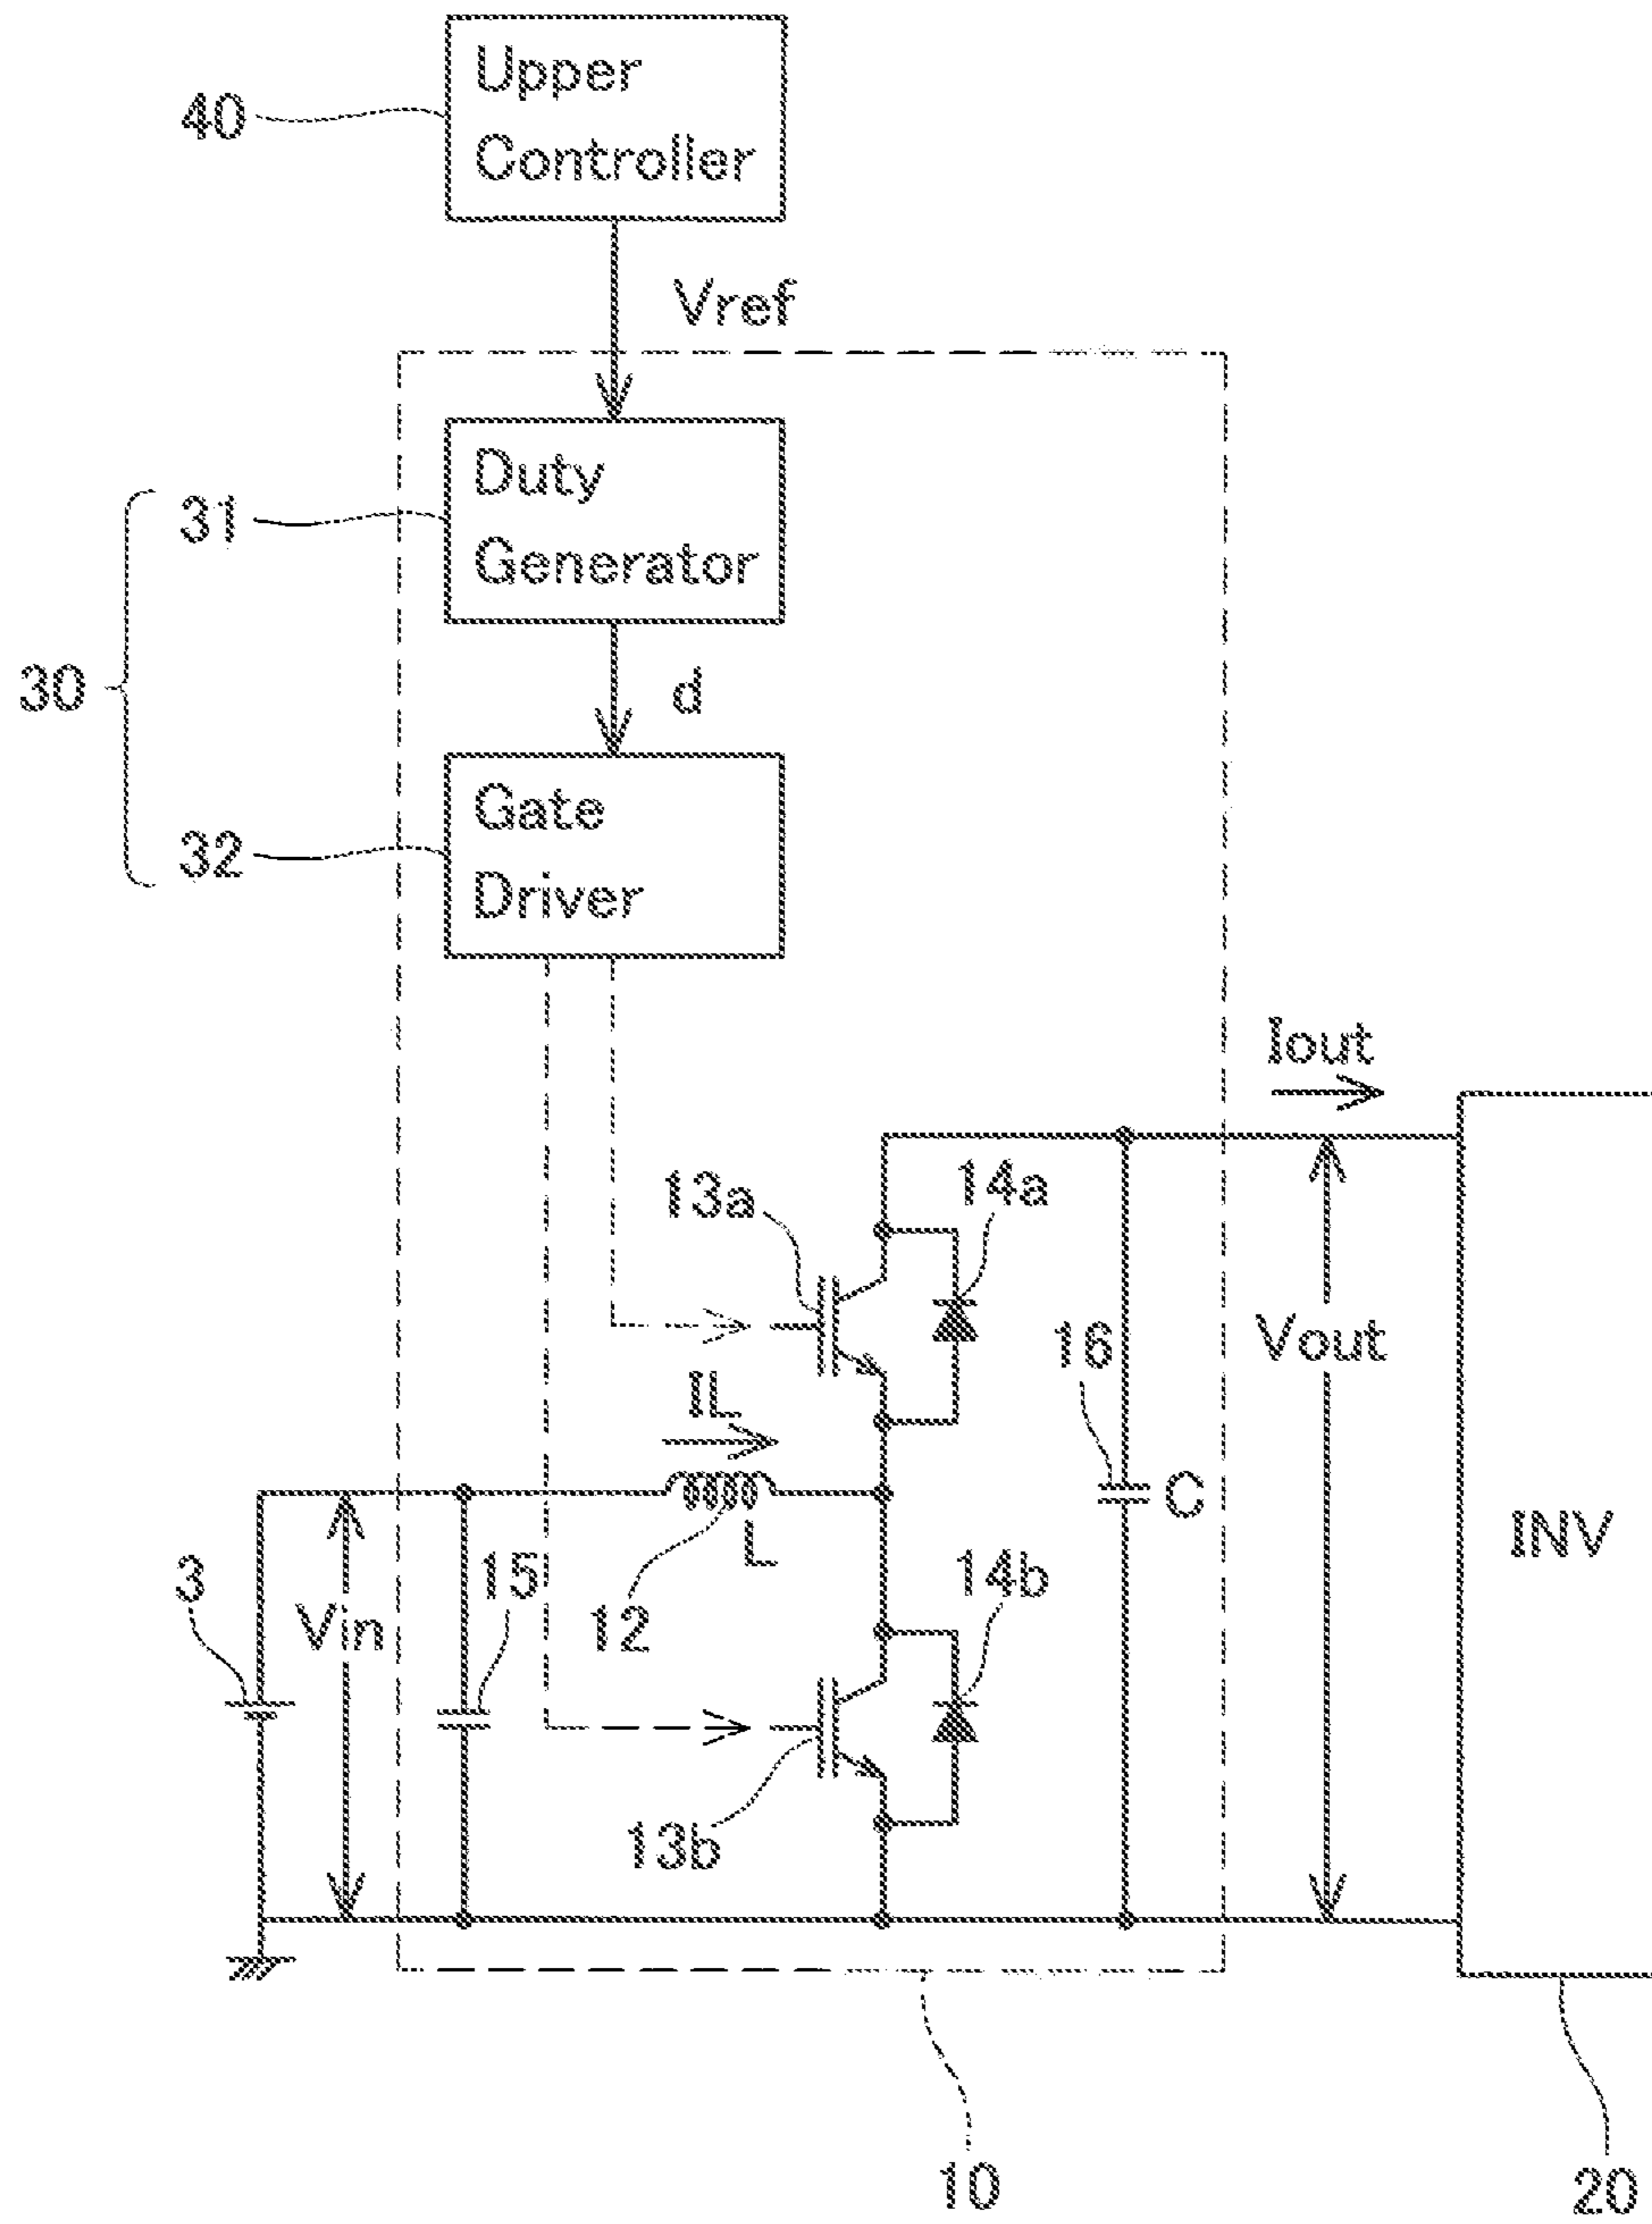 Upper
Controller
40
Vref
Duty
Generator
31
30
d
Gate
Driver
32
Iout
13a
14a
16
Vout
IL
C
L
INV
3
Vin
15
12
14b
13b
10
20